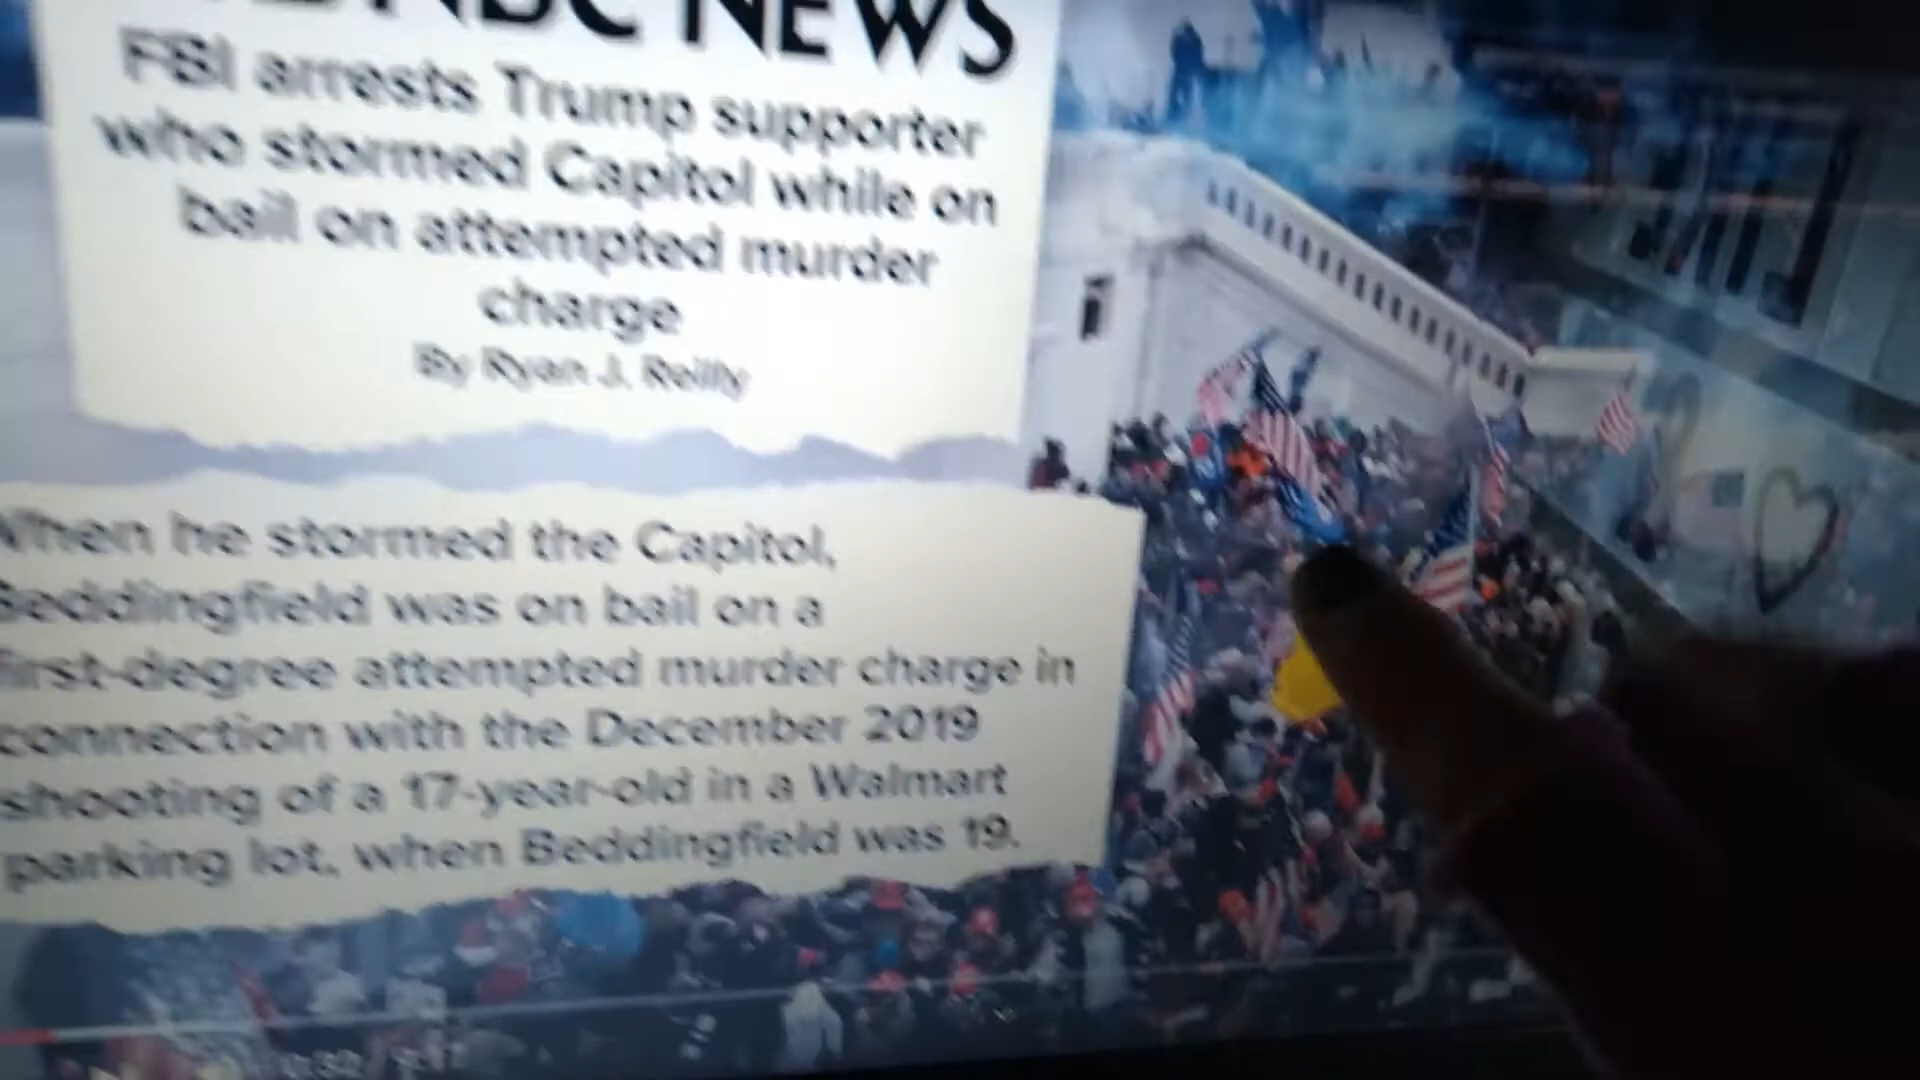 NBC NEWS
FBI arrests Trump supporter
who stormed Capitol while on
bail on attempted murder
charge
By Ryan J. Reilly
When he stormed the Capitol,
Beddingfield was on bail on a
first-degree attempted murder charge in
connection with the December 2019
shooting of a 17-year-old in a Walmart
parking lot, when Beddingfield was 19.